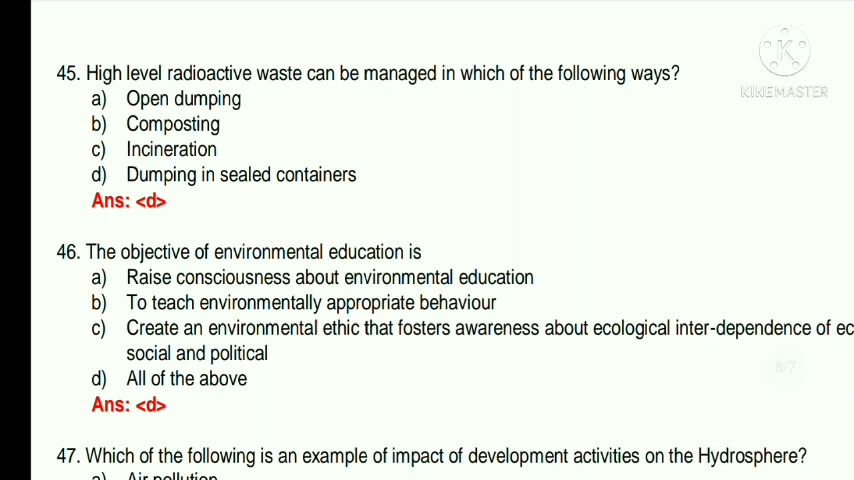 45. High level radioactive waste can be managed in which of the following ways?
a) Open dumping
b) Composting
c) Incineration
d) Dumping in sealed containers
Ans: <d>
46. The objective of environmental education is
a) Raise consciousness about environmental education
b) To teach environmentally appropriate behaviour
c) Create an environmental ethic that fosters awareness about ecological inter-dependence of ec
social and political
d) All of the above
Ans: <d>
47. Which of the following is an example of impact of development activities on the Hydrosphere?
a) Air pollution
K
KINEMASTER
6/7